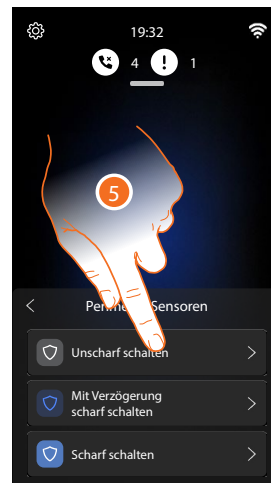 19:32
4 1
5
Sensoren
Unscharf schalten
Mit Verzögerung
scharf schalten
Scharf schalten